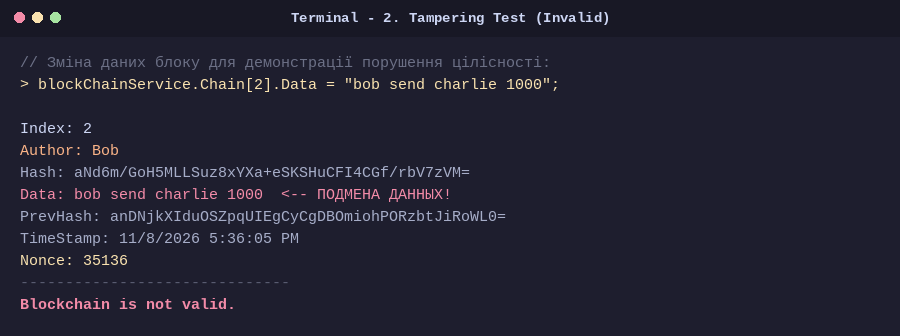 Terminal - 2. Tampering Test (Invalid)
// Зміна даних блоку для демонстрації порушення цілісності:
> blockChainService.Chain[2].Data = "bob send charlie 1000";
Index: 2
Author: Bob
Hash: aNd6m/GoH5MLLSuz8xYXa+eSKSHuCFI4CGf/rbV7zVM=
Data: bob send charlie 1000  <-- ПОДМЕНА ДАННЫХ!
PrevHash: anDNjkXIduOSZpqUIEgCyCgDBOmiohPORzbtJiRoWL0=
TimeStamp: 11/8/2026 5:36:05 PM
Nonce: 35136
------------------------------
Blockchain is not valid.